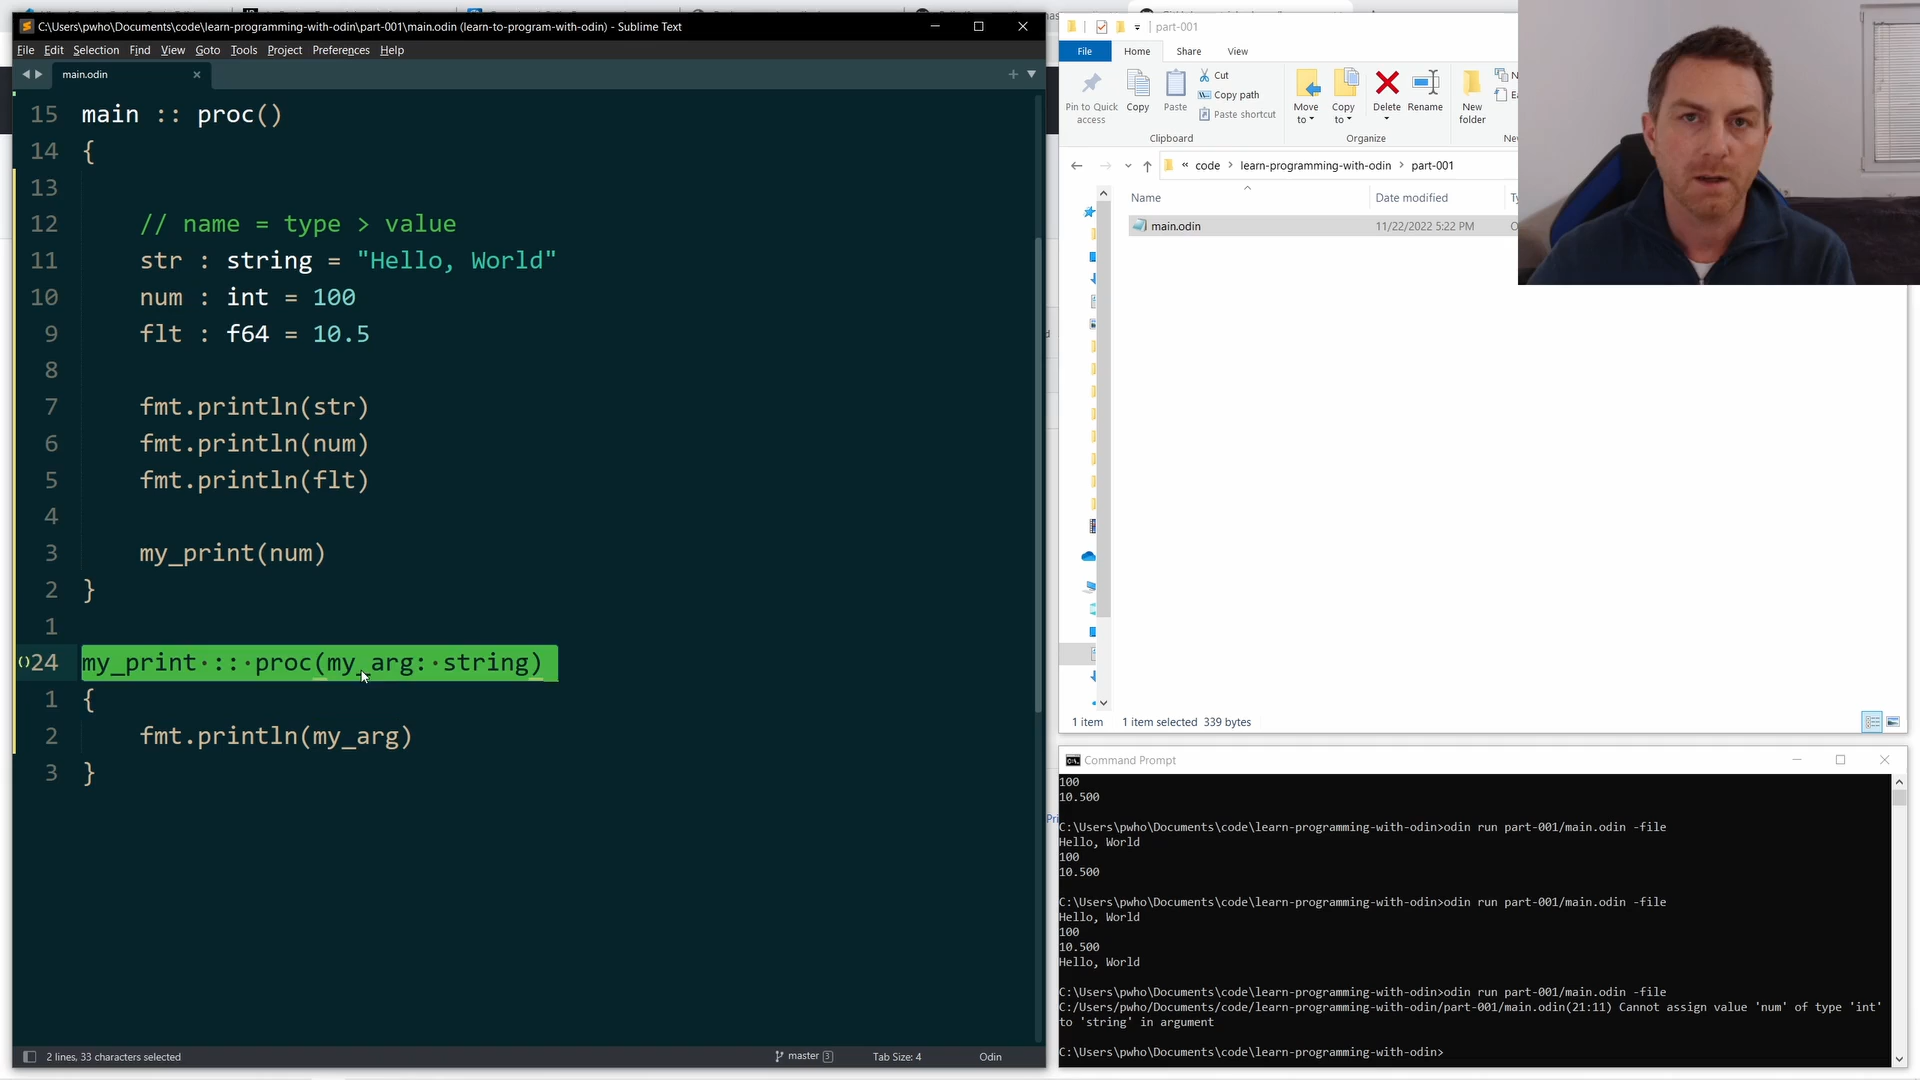 C:\Users\pwho\Documents\code\learn-programming-with-odin\part-001\main.odin (learn-to-program-with-odin) - Sublime Text
File Edit Selection Find View Goto Tools Project Preferences Help
main.odin
15 main :: proc()
14 {
13
12 // name = type > value
11 str : string = "Hello, World"
10 num : int = 100
9 flt : f64 = 10.5
8
7 fmt.println(str)
6 fmt.println(num)
5 fmt.println(flt)
4
3 my_print(num)
2 }
1
24 my_print :: proc(my_arg: string)
1 {
2 fmt.println(my_arg)
3 }
2 lines, 33 characters selected
master 3
Tab Size: 4
Odin
part-001
File Home Share View
Pin to Quick access
Copy
Paste
Cut
Copy path
Paste shortcut
Clipboard
Move to
Copy to
Delete
Rename
Organize
New folder
« code > learn-programming-with-odin > part-001
Name Date modified
main.odin 11/22/2022 5:22 PM
1 item 1 item selected 339 bytes
Command Prompt
100
10.500
C:\Users\pwho\Documents\code\learn-programming-with-odin>odin run part-001/main.odin -file
Hello, World
100
10.500
C:\Users\pwho\Documents\code\learn-programming-with-odin>odin run part-001/main.odin -file
Hello, World
100
10.500
Hello, World
C:\Users\pwho\Documents\code\learn-programming-with-odin>odin run part-001/main.odin -file
C:/Users/pwho/Documents/code/learn-programming-with-odin/part-001/main.odin(21:11) Cannot assign value 'num' of type 'int'
to 'string' in argument
C:\Users\pwho\Documents\code\learn-programming-with-odin>